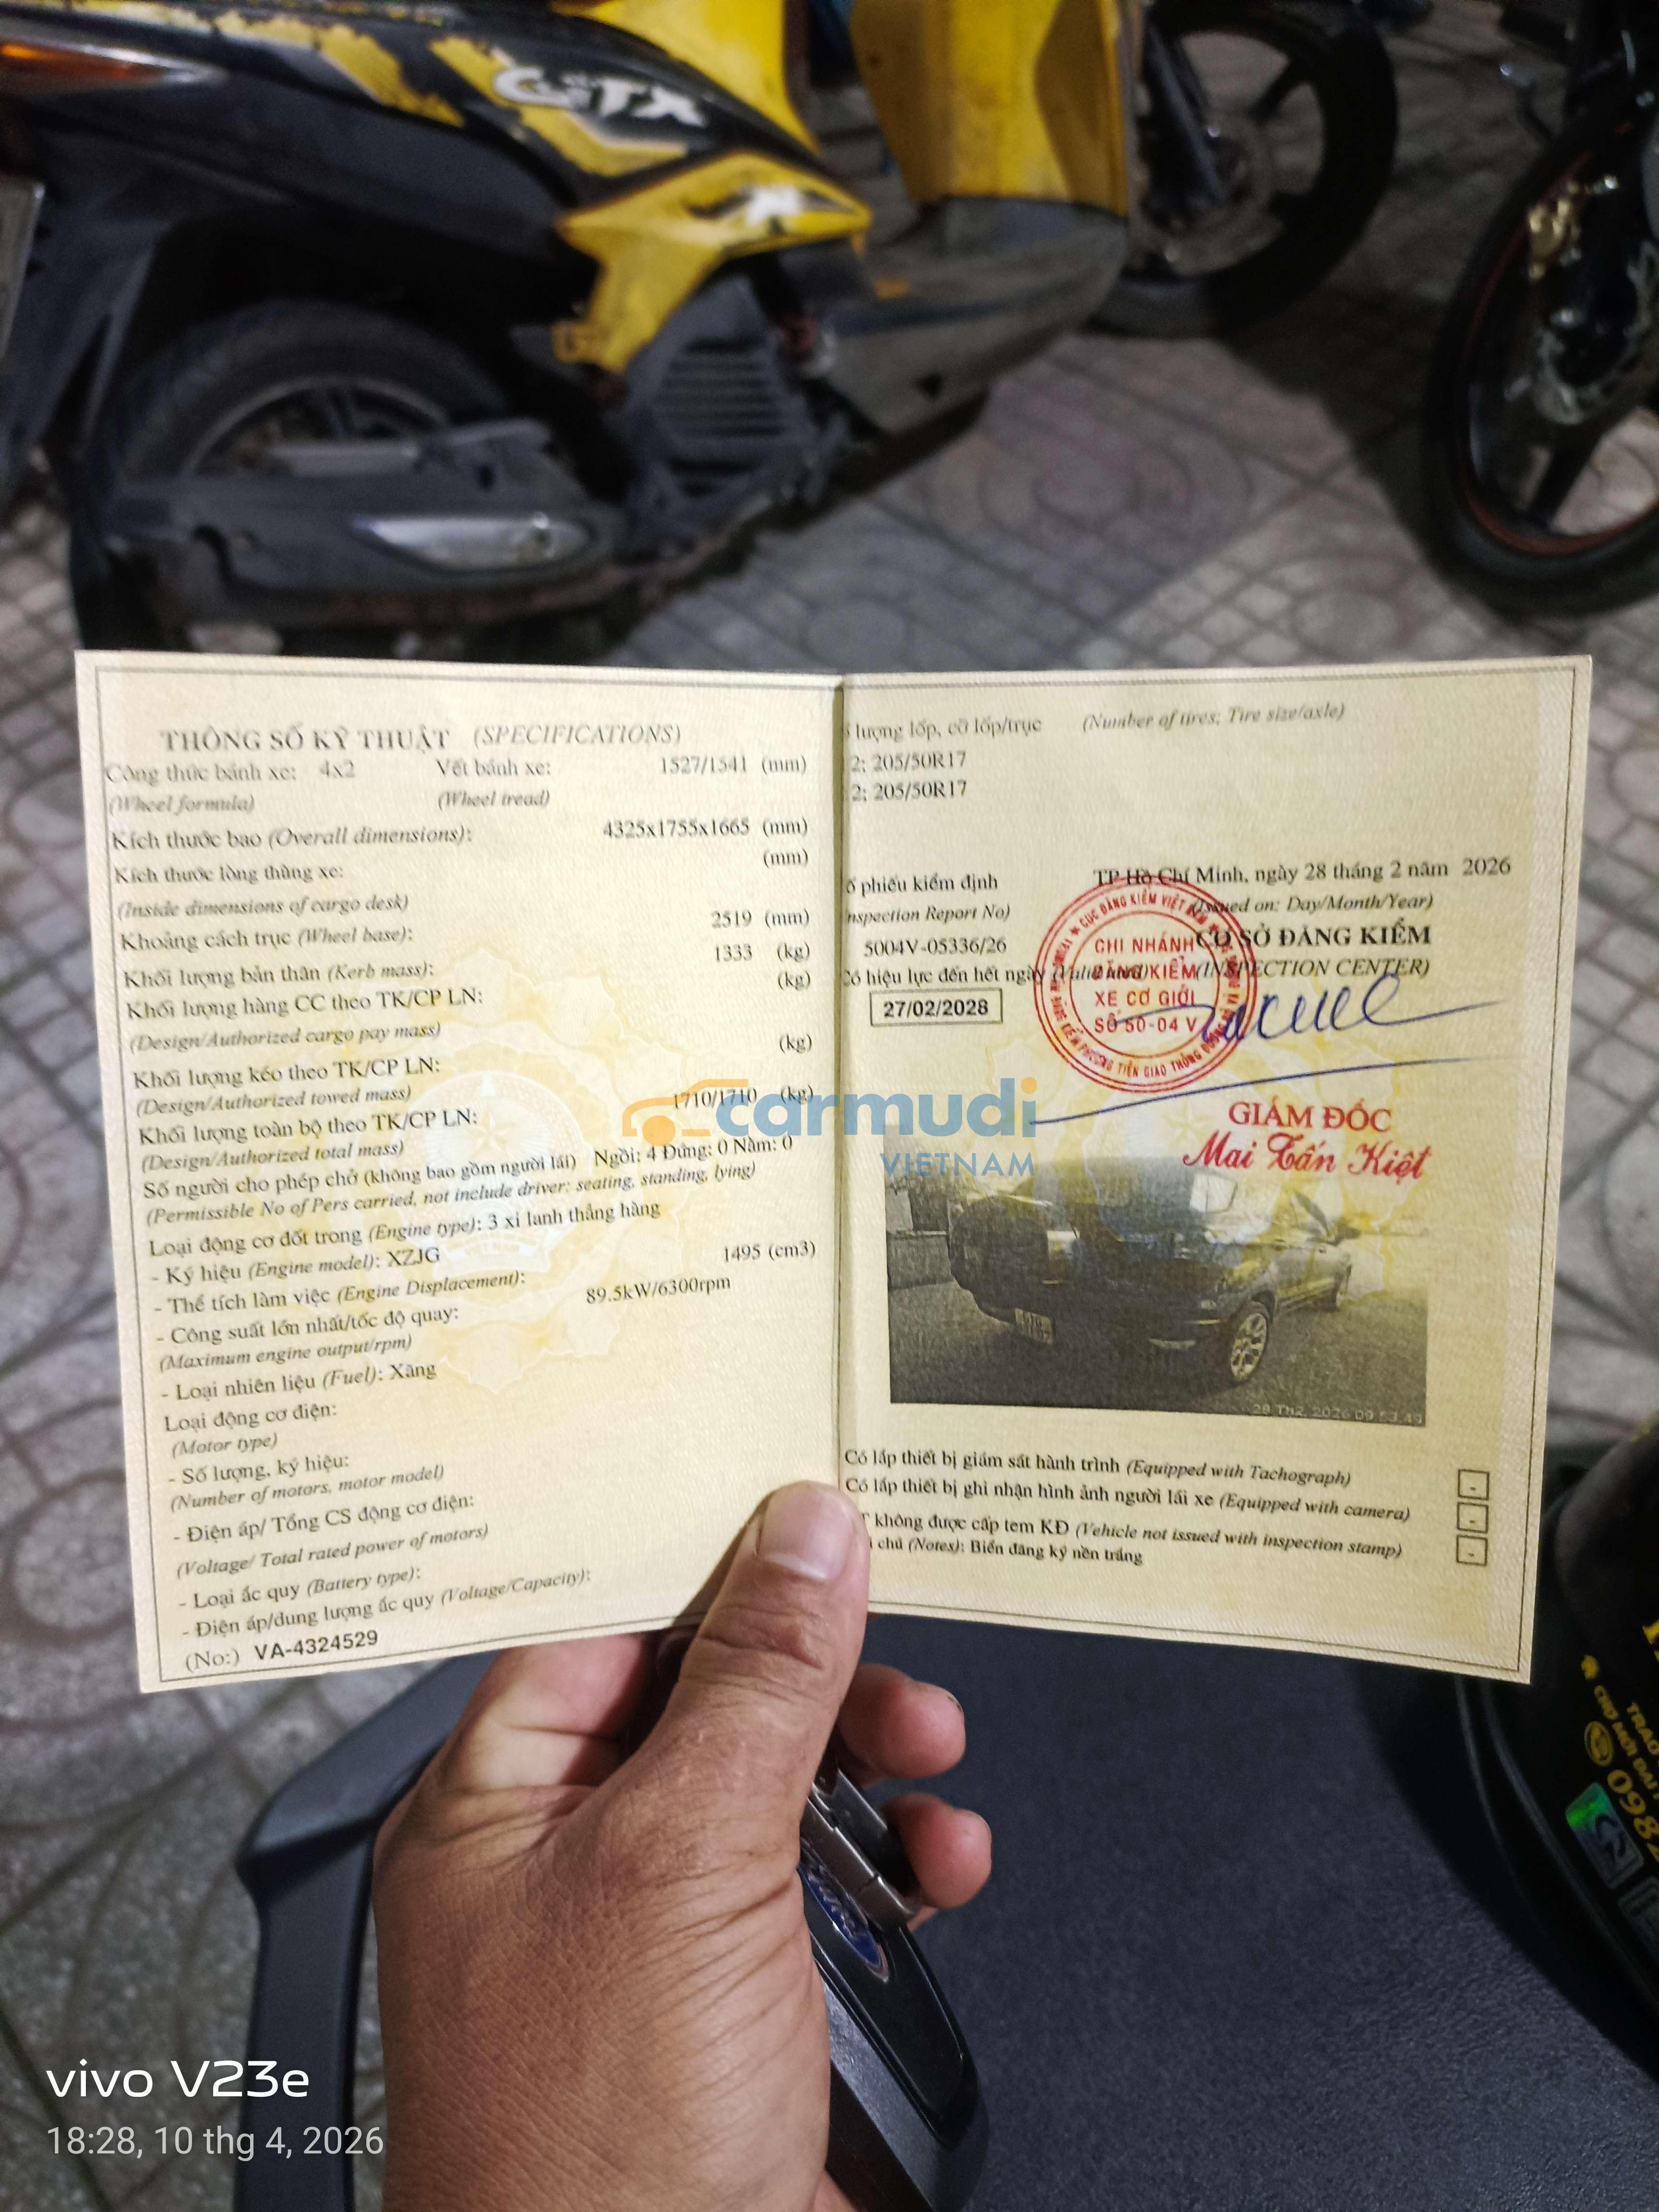 GTX
THÔNG SỐ KỸ THUẬT (SPECIFICATIONS)
Công thức bánh xe: 4x2 Vết bánh xe: 1527/1541 (mm)
(Wheel formula) (Wheel tread)
Kích thước bao (Overall dimensions): 4325x1755x1665 (mm)
Kích thước lòng thùng xe: (mm)
(Inside dimensions of cargo desk)
Khoảng cách trục (Wheel base): 2519 (mm)
Khối lượng bản thân (Kerb mass): 1333 (kg)
Khối lượng hàng CC theo TK/CP LN: (kg)
(Design/Authorized cargo pay mass)
Khối lượng kéo theo TK/CP LN: (kg)
(Design/Authorized towed mass)
Khối lượng toàn bộ theo TK/CP LN: 1710/1710 (kg)
(Design/Authorized total mass)
Số người cho phép chở (không bao gồm người lái) Ngồi: 4 Đứng: 0 Nằm: 0
(Permissible No of Pers carried, not include driver: seating, standing, lying)
Loại động cơ đốt trong (Engine type): 3 xi lanh thẳng hàng
- Ký hiệu (Engine model): XZJG
- Thể tích làm việc (Engine Displacement): 1495 (cm3)
- Công suất lớn nhất/tốc độ quay: 89.5kW/6300rpm
(Maximum engine output/rpm)
- Loại nhiên liệu (Fuel): Xăng
Loại động cơ điện:
(Motor type)
- Số lượng, ký hiệu:
(Number of motors, motor model)
- Điện áp/ Tổng CS động cơ điện:
(Voltage/ Total rated power of motors)
- Loại ắc quy (Battery type):
- Điện áp/dung lượng ắc quy (Voltage/Capacity):
(No:) VA-4324529
lượng lốp, cỡ lốp/trục (Number of tires; Tire size/axle)
2; 205/50R17
2; 205/50R17
phiếu kiểm định
TP Hồ Chí Minh, ngày 28 tháng 2 năm 2026
nspection Report No) (Issued on: Day/Month/Year)
5004V-05336/26
CƠ SỞ ĐĂNG KIỂM
Có hiệu lực đến hết ngày (INSPECTION CENTER)
27/02/2028
CHI NHÁNH
ĐĂNG KIỂM
XE CƠ GIỚI
SỐ 50-04 V
GIÁM ĐỐC
Mai Tấn Kiệt
carmudi
VIETNAM
28 Th2, 2026 09:53:49
Có lắp thiết bị giám sát hành trình (Equipped with Tachograph) -
Có lắp thiết bị ghi nhận hình ảnh người lái xe (Equipped with camera) -
không được cấp tem KĐ (Vehicle not issued with inspection stamp) -
chú (Notes): Biển đăng ký nền trắng
vivo V23e
18:28, 10 thg 4, 2026